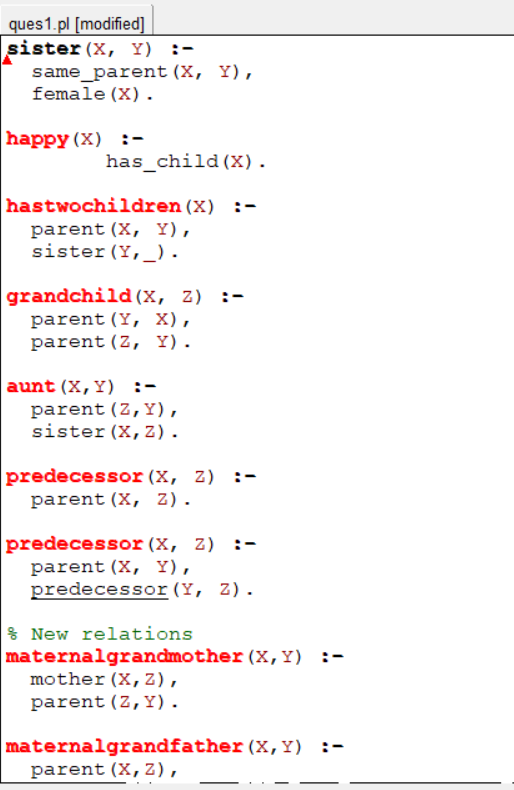 ques1.pl [modified]
sister(X, Y) :-
  same_parent(X, Y),
  female(X).

happy(X) :-
        has_child(X).

hastwochildren(X) :-
  parent(X, Y),
  sister(Y,_).

grandchild(X, Z) :-
  parent(Y, X),
  parent(Z, Y).

aunt(X,Y) :-
  parent(Z,Y),
  sister(X,Z).

predecessor(X, Z) :-
  parent(X, Z).

predecessor(X, Z) :-
  parent(X, Y),
  predecessor(Y, Z).

% New relations
maternalgrandmother(X,Y) :-
  mother(X,Z),
  parent(Z,Y).

maternalgrandfather(X,Y) :-
  parent(X,Z),